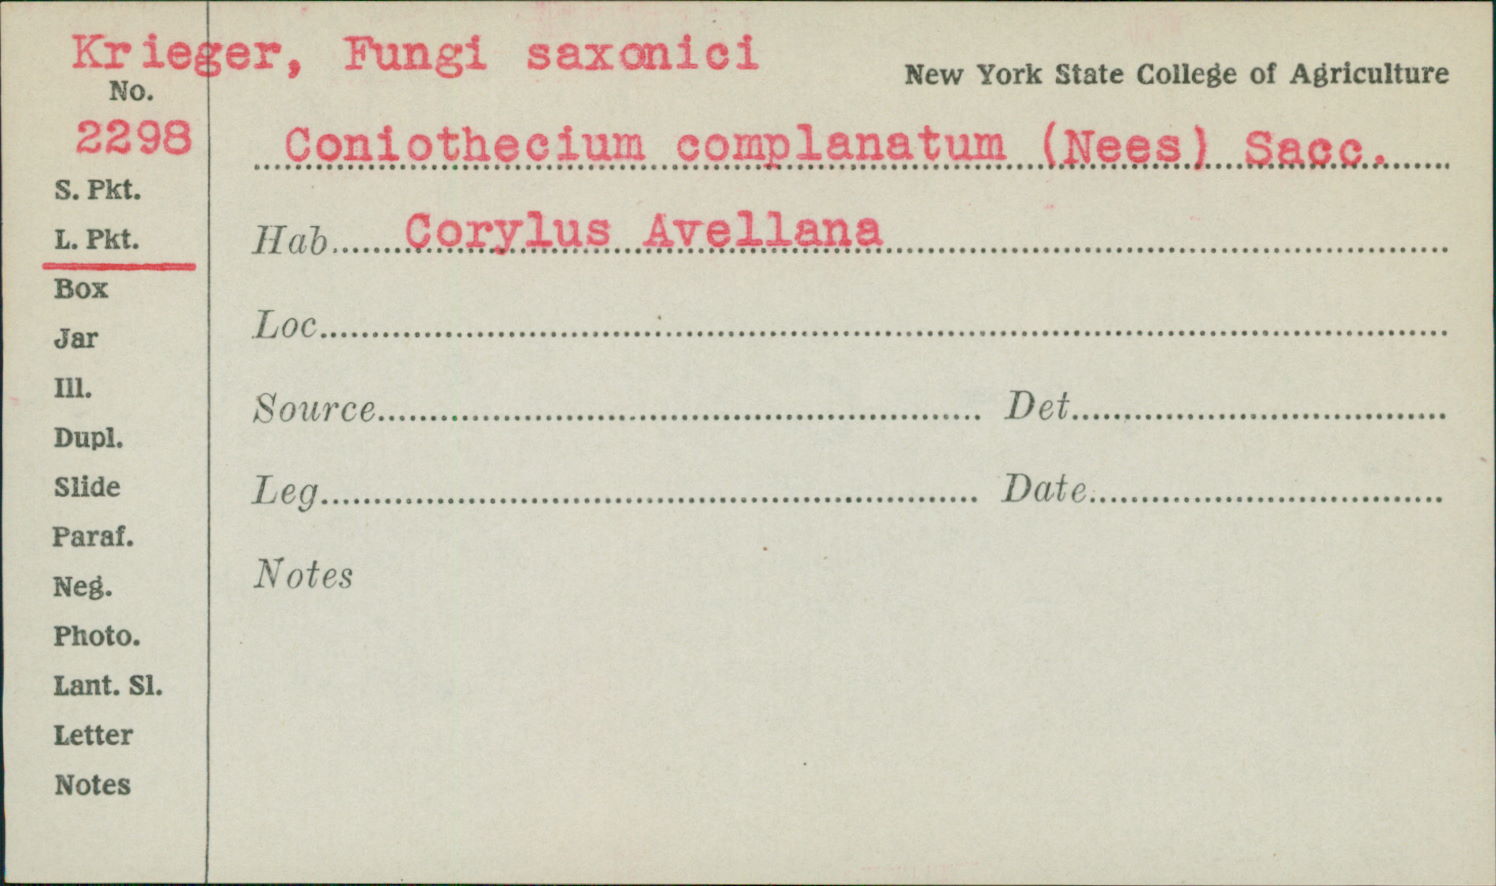 Krieger, Fungi saxonici
New York State College of Agriculture
No.
2298
Coniothecium complanatum (Nees) Sacc.
S. Pkt.
L. Pkt.
Hab. Corylus Avellana
Box
Loc.
Jar
Ill.
Source Det.
Dupl.
Slide
Leg. Date
Paraf.
Notes
Neg.
Photo.
Lant. Sl.
Letter
Notes